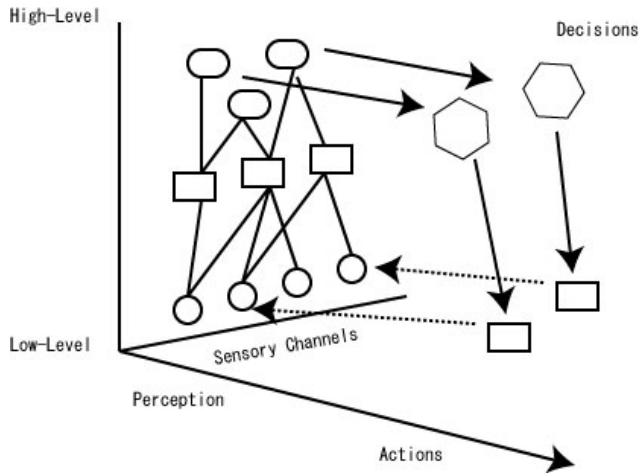 High-Level
Decisions
Low-Level
Sensory Channels
Perception
Actions